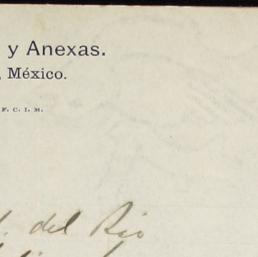 y Anexas.
, México.
F. C. I. M.
. del Rio